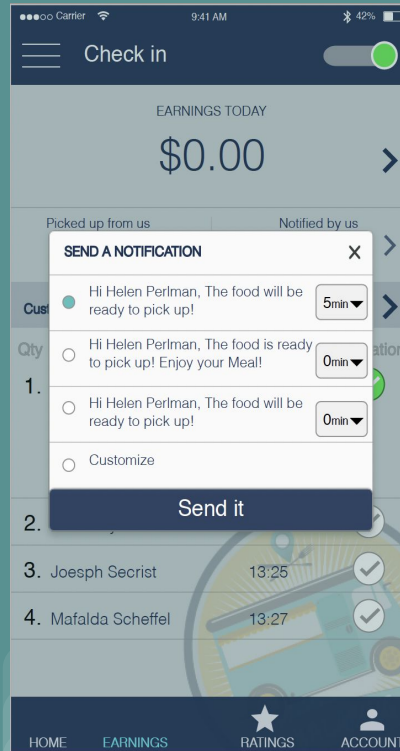 Carrier 9:41 AM 42%
Check in
EARNINGS TODAY
$0.00
Picked up from us Notified by us
SEND A NOTIFICATION X
Hi Helen Perlman, The food will be
ready to pick up!
5min
Hi Helen Perlman, The food is ready
to pick up! Enjoy your Meal!
0min
Hi Helen Perlman, The food will be
ready to pick up!
0min
Customize
Send it
Qty
1.
2.
3. Joesph Secrist 13:25
4. Mafalda Scheffel 13:27
HOME EARNINGS RATINGS ACCOUNT